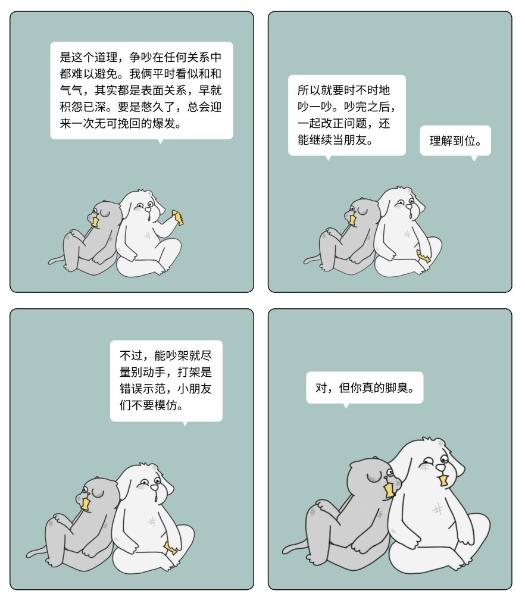 是这个道理，争吵在任何关系中
都难以避免。我俩平时看似和和
气气，其实都是表面关系，早就
积怨已深。要是憋久了，总会迎
来一次无可挽回的爆发。
所以就要时不时地
吵一吵。吵完之后，
一起改正问题，还
能继续当朋友。
理解到位。
不过，能吵架就尽
量别动手，打架是
错误示范，小朋友
们不要模仿。
对，但你真的脚臭。